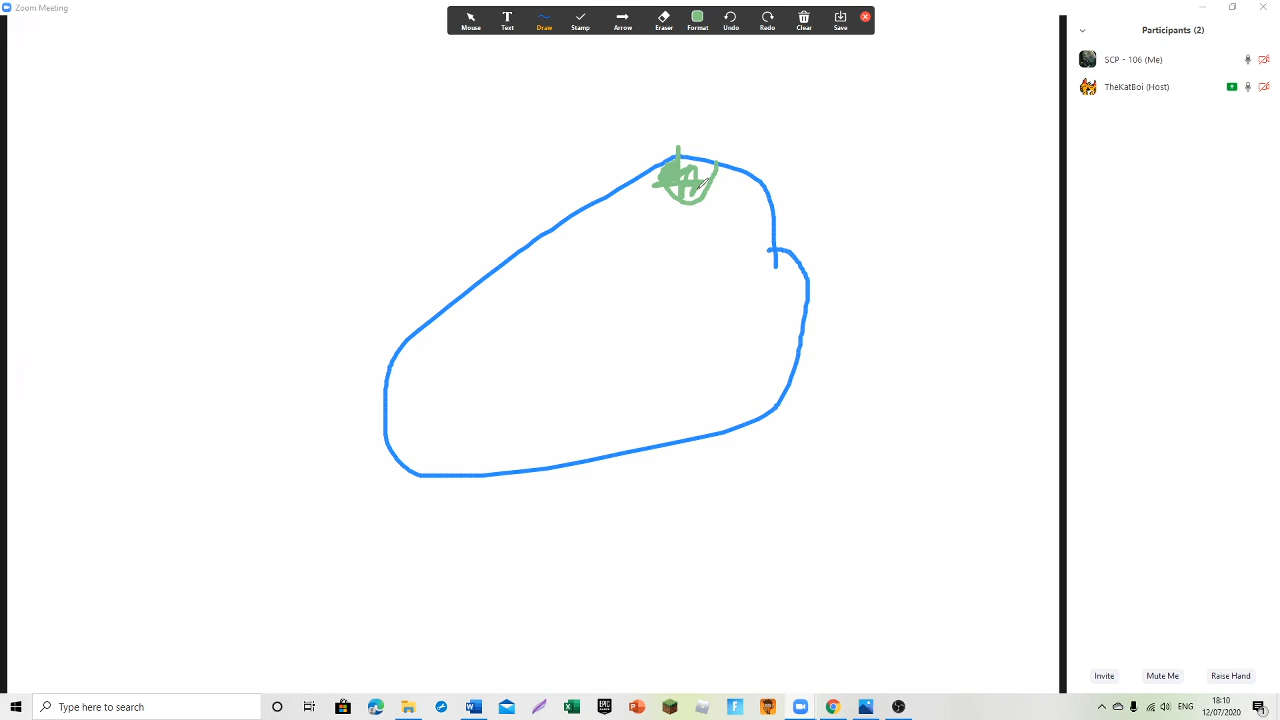 Zoom Meeting
Mouse Text Draw Stamp Arrow Eraser Format Undo Redo Clear Save
Participants (2)
SCP - 106 (Me)
TheKatBoi (Host)
Invite Mute Me Raise Hand
Type here to search
ENG
18:10
12/07/2020